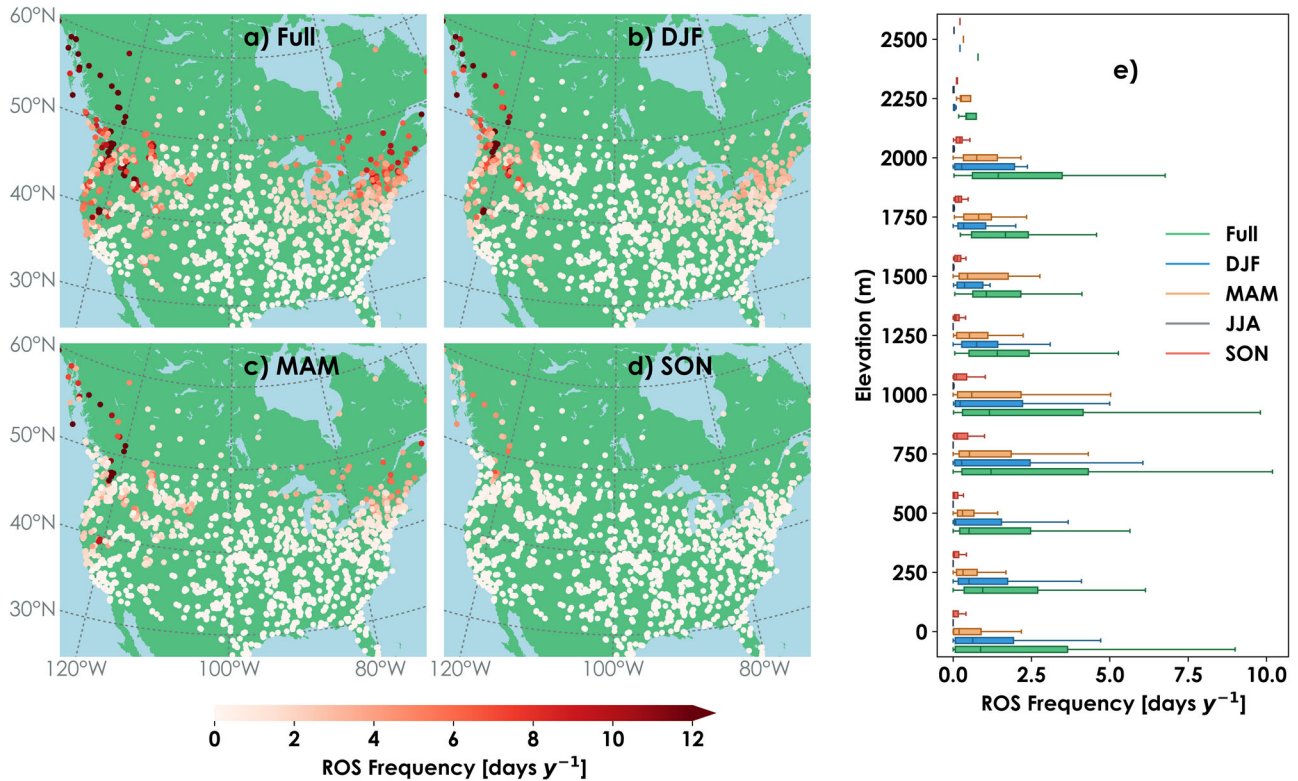 60°N
50°N
40°N
30°N
a) Full
b) DJF
60°N
50°N
40°N
30°N
c) MAM
d) SON
120°W
100°W
80°W
120°W
100°W
80°W
0 2 4 6 8 10 12
ROS Frequency [days y⁻¹]
e)
Elevation (m)
2500
2250
2000
1750
1500
1250
1000
750
500
250
0
Full
DJF
MAM
JJA
SON
0.0 2.5 5.0 7.5 10.0
ROS Frequency [days y⁻¹]